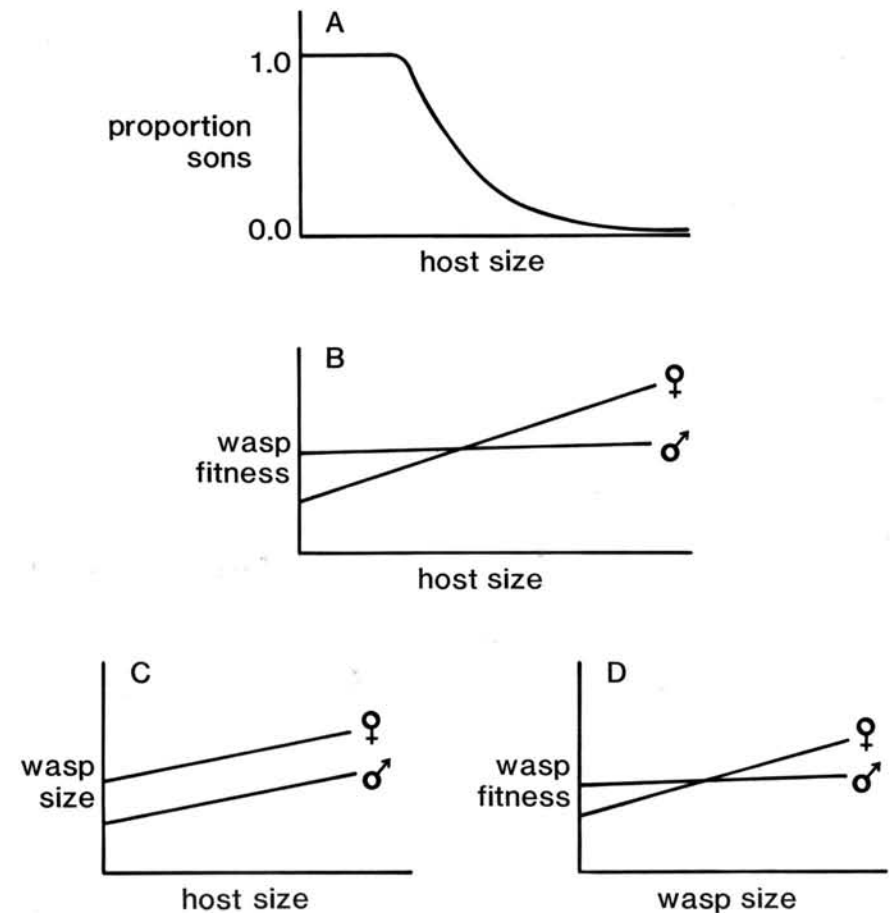 A
1.0
proportion
sons
0.0
host size
B
♀
wasp
fitness
♂
host size
C
♀
wasp
size
♂
host size
D
♀
wasp
fitness
♂
wasp size